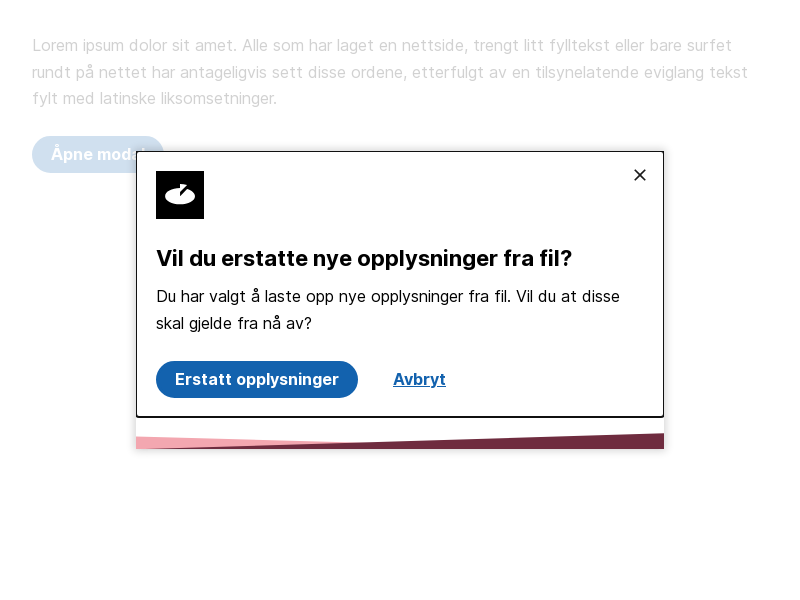 Lorem ipsum dolor sit amet. Alle som har laget en nettside, trengt litt fylltekst eller bare surfet
rundt på nettet har antageligvis sett disse ordene, etterfulgt av en tilsynelatende eviglang tekst
fylt med latinske liksomsetninger.
Åpne modal
Vil du erstatte nye opplysninger fra fil?
Du har valgt å laste opp nye opplysninger fra fil. Vil du at disse
skal gjelde fra nå av?
Erstatt opplysninger
Avbryt